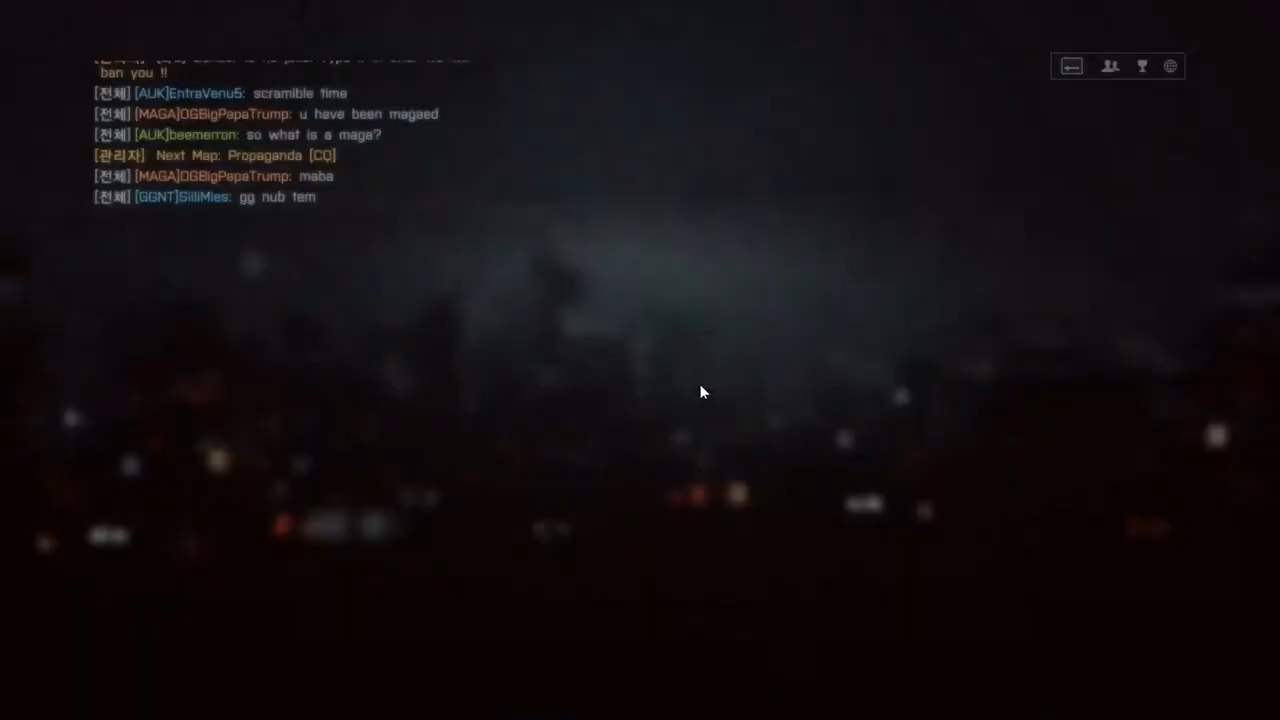 ban you !!
[전체] [AUK]EntraVenuS: scramble time
[전체] [MAGA]OGBigPapaTrump: u have been magaed
[전체] [AUK]beemerron: so what is a maga?
[관리자] Next Map: Propaganda [CQ]
[전체] [MAGA]OGBigPapaTrump: maba
[전체] [GGNT]SilliMies: gg nub tem